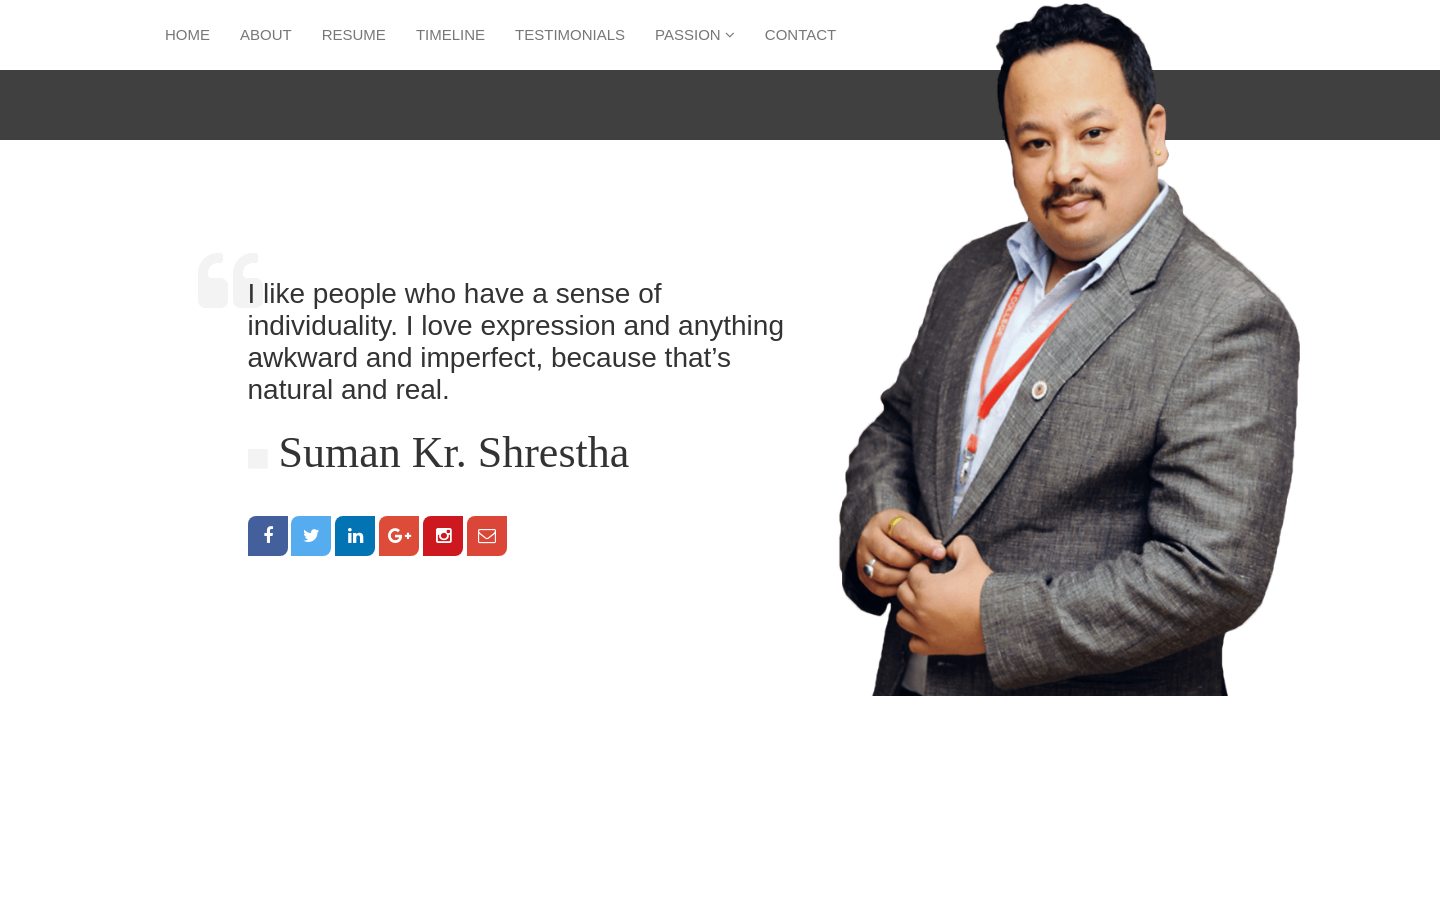 HOME ABOUT RESUME TIMELINE TESTIMONIALS PASSION CONTACT
I like people who have a sense of
individuality. I love expression and anything
awkward and imperfect, because that’s
natural and real.
Suman Kr. Shrestha